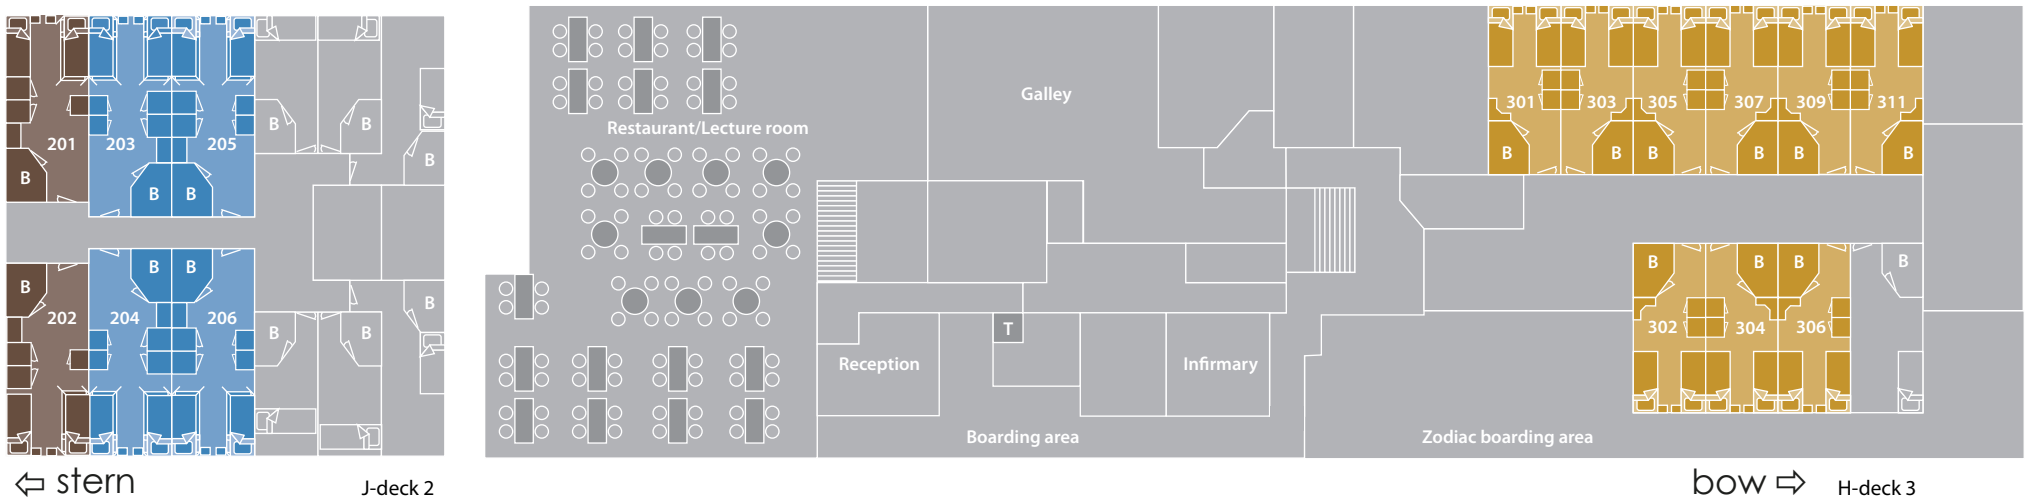 201
203
205
B
B
B
B
B
B
202
204
206
B
B
B
B
B
B
stern
J-deck 2
Restaurant/Lecture room
Galley
Reception
T
Infirmary
Boarding area
Zodiac boarding area
301
303
305
307
309
311
B
B
B
B
B
B
B
B
B
B
302
304
306
bow
H-deck 3